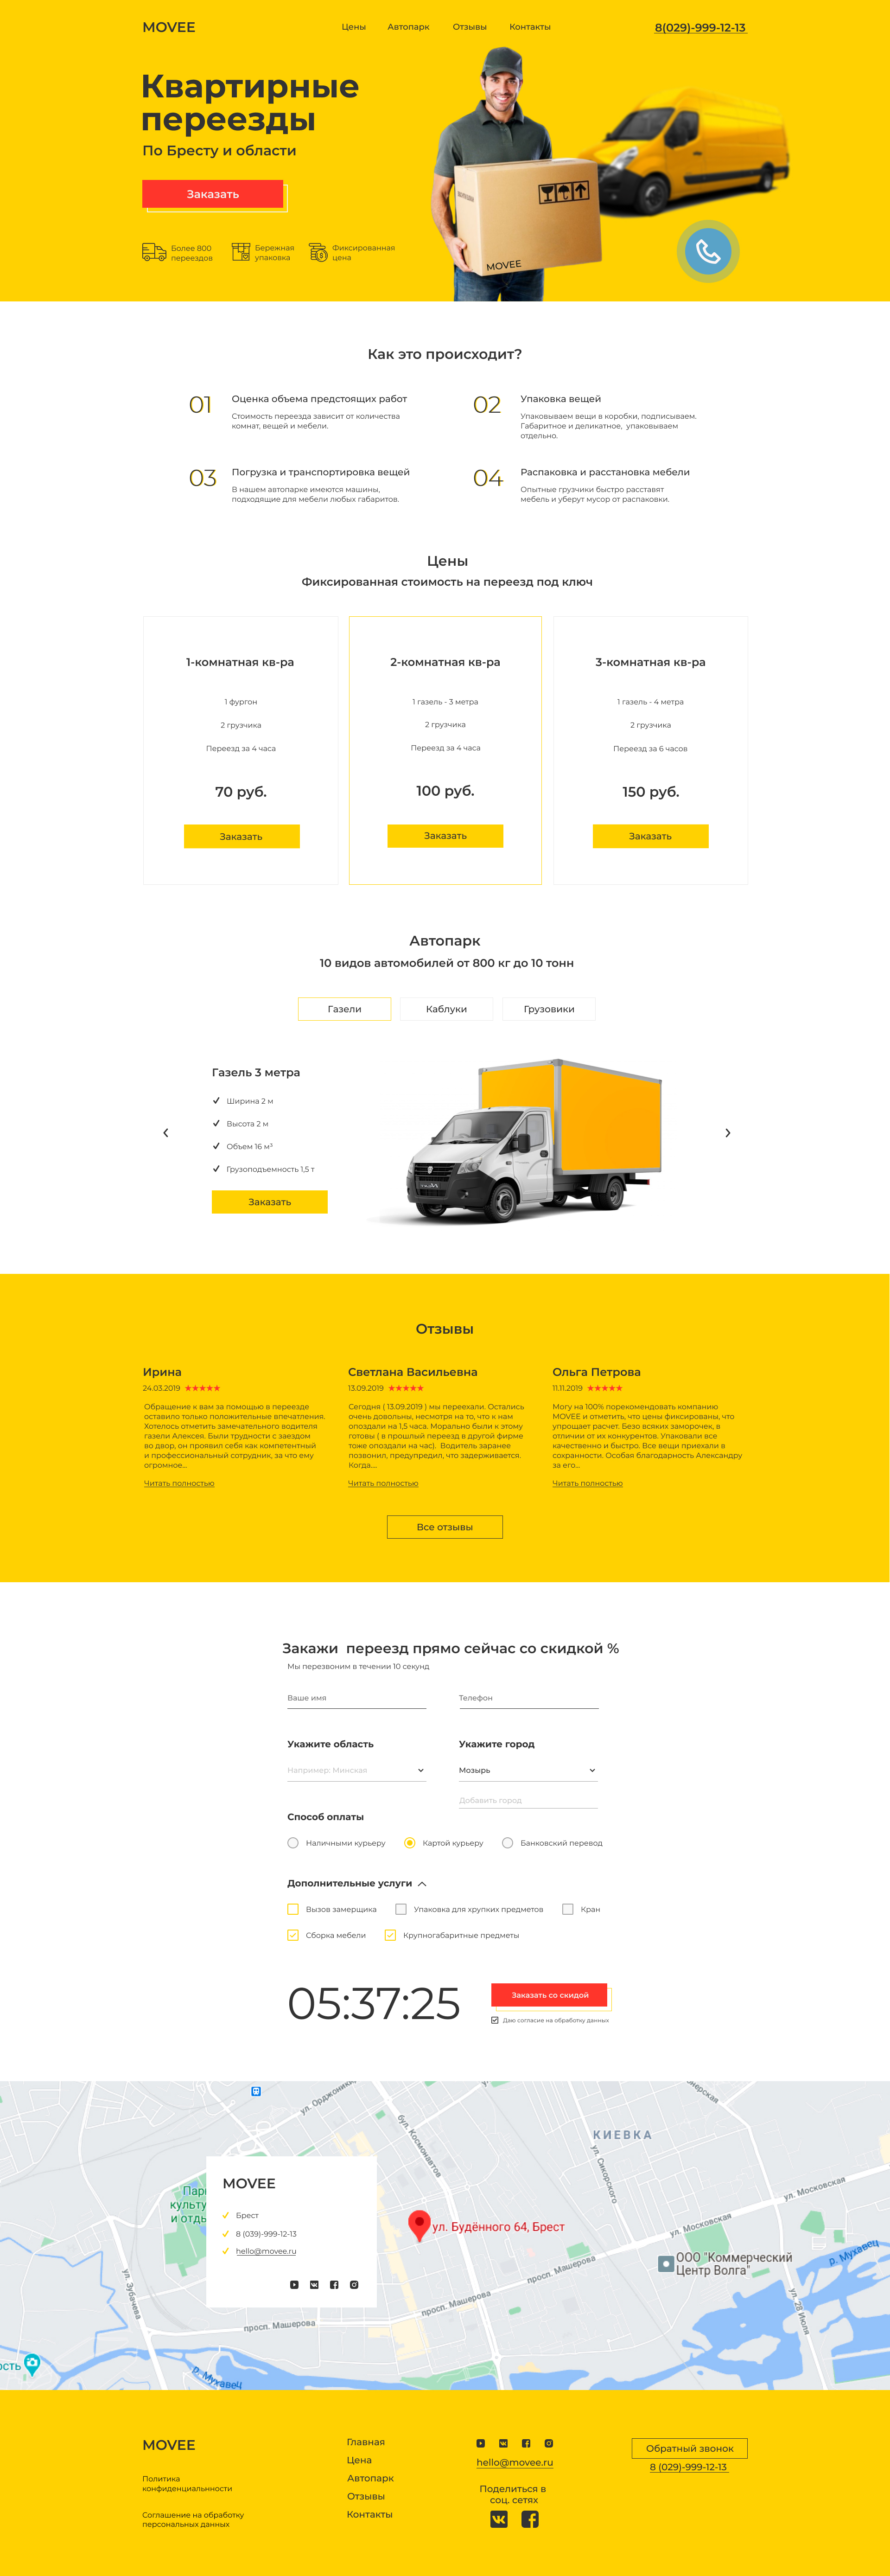 MOVEE
Цены
Автопарк
Отзывы
Контакты
8(029)-999-12-13
Квартирные
переезды
По Бресту и области
Заказать
Более 800
переездов
Бережная
упаковка
Фиксированная
цена
MOVEE
Как это происходит?
01
Оценка объема предстоящих работ
Стоимость переезда зависит от количества
комнат, вещей и мебели.
02
Упаковка вещей
Упаковываем вещи в коробки, подписываем.
Габаритное и деликатное, упаковываем
отдельно.
03
Погрузка и транспортировка вещей
В нашем автопарке имеются машины,
подходящие для мебели любых габаритов.
04
Распаковка и расстановка мебели
Опытные грузчики быстро расставят
мебель и уберут мусор от распаковки.
Цены
Фиксированная стоимость на переезд под ключ
1-комнатная кв-ра
1 фургон
2 грузчика
Переезд за 4 часа
70 руб.
Заказать
2-комнатная кв-ра
1 газель - 3 метра
2 грузчика
Переезд за 4 часа
100 руб.
Заказать
3-комнатная кв-ра
1 газель - 4 метра
2 грузчика
Переезд за 6 часов
150 руб.
Заказать
Автопарк
10 видов автомобилей от 800 кг до 10 тонн
Газели
Каблуки
Грузовики
Газель 3 метра
Ширина 2 м
Высота 2 м
Объем 16 м³
Грузоподъемность 1,5 т
Заказать
Отзывы
Ирина
24.03.2019
Обращение к вам за помощью в переезде
оставило только положительные впечатления.
Хотелось отметить замечательного водителя
газели Алексея. Были трудности с заездом
во двор, он проявил себя как компетентный
и профессиональный сотрудник, за что ему
огромное...
Читать полностью
Светлана Васильевна
13.09.2019
Сегодня ( 13.09.2019 ) мы переехали. Остались
очень довольны, несмотря на то, что к нам
опоздали на 1,5 часа. Морально были к этому
готовы ( в прошлый переезд в другой фирме
тоже опоздали на час). Водитель заранее
позвонил, предупредил, что задерживается.
Когда....
Читать полностью
Ольга Петрова
11.11.2019
Могу на 100% порекомендовать компанию
MOVEE и отметить, что цены фиксированы, что
упрощает расчет. Безо всяких заморочек, в
отличии от их конкурентов. Упаковали все
качественно и быстро. Все вещи приехали в
сохранности. Особая благодарность Александру
за его...
Читать полностью
Все отзывы
Закажи переезд прямо сейчас со скидкой %
Мы перезвоним в течении 10 секунд
Ваше имя
Телефон
Укажите область
Например: Минская
Укажите город
Мозырь
Добавить город
Способ оплаты
Наличными курьеру
Картой курьеру
Банковский перевод
Дополнительные услуги
Вызов замерщика
Упаковка для хрупких предметов
Кран
Сборка мебели
Крупногабаритные предметы
05:37:25
Заказать со скидой
Даю согласие на обработку данных
ул. Орджоники
бул. Космонавтов
КИЕВКА
ул. Сикорского
ул. Московская
ул. Московская
Парк
культу
и отды
MOVEE
Брест
8 (039)-999-12-13
hello@movee.ru
ул. Будённого 64, Брест
ООО "Коммерческий
Центр Волга"
р. Мухавец
просп. Машерова
просп. Машерова
просп. Машерова
ул. Зубачёва
ул. 28 Июля
ость
р. Мухавец
MOVEE
Политика
конфиденциальнности
Соглашение на обработку
персональных данных
Главная
Цена
Автопарк
Отзывы
Контакты
hello@movee.ru
Поделиться в
соц. сетях
Обратный звонок
8 (029)-999-12-13